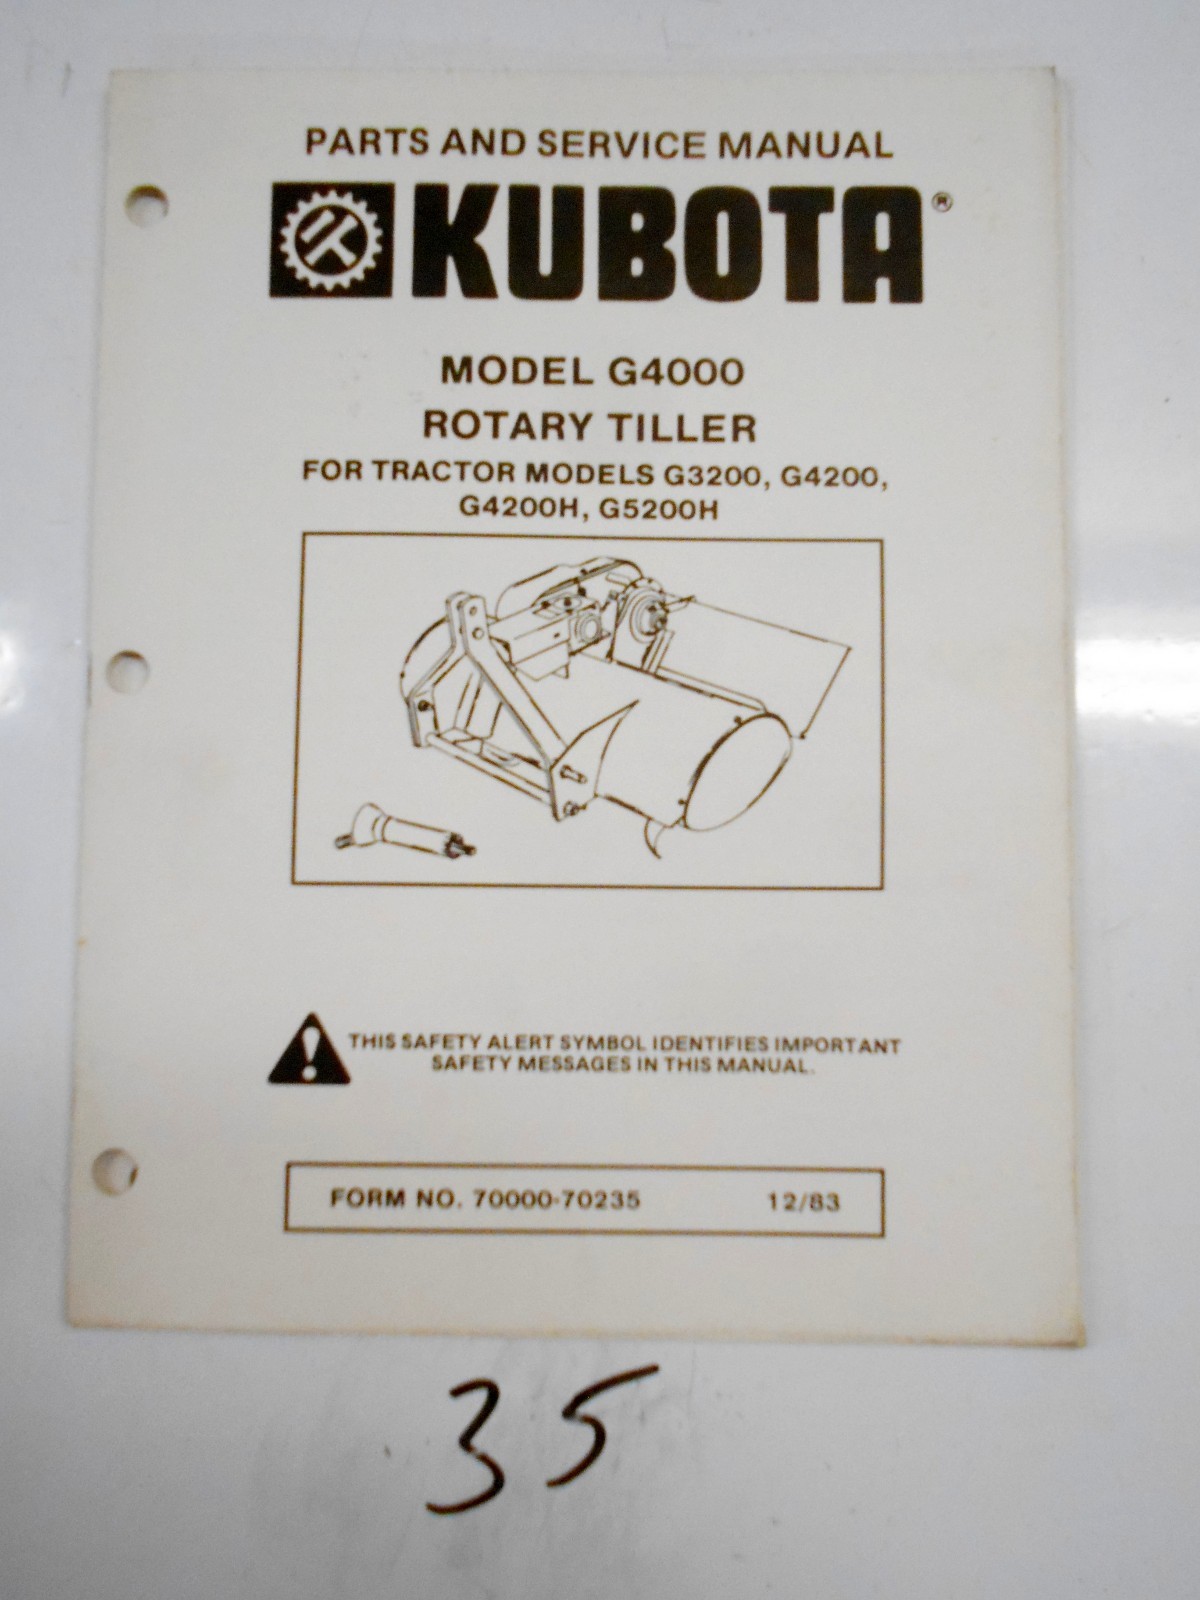 PARTS AND SERVICE MANUAL
KUBOTA®
MODEL G4000
ROTARY TILLER
FOR TRACTOR MODELS G3200, G4200,
G4200H, G5200H
THIS SAFETY ALERT SYMBOL IDENTIFIES IMPORTANT
SAFETY MESSAGES IN THIS MANUAL.
FORM NO. 70000-70235 12/83
35